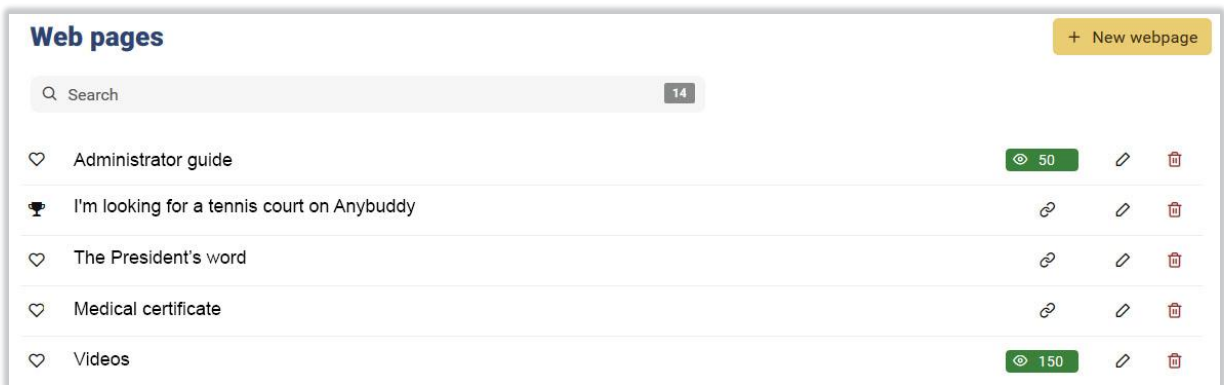 Web pages
+ New webpage
Search 14
Administrator guide 50
I'm looking for a tennis court on Anybuddy
The President's word
Medical certificate
Videos 150